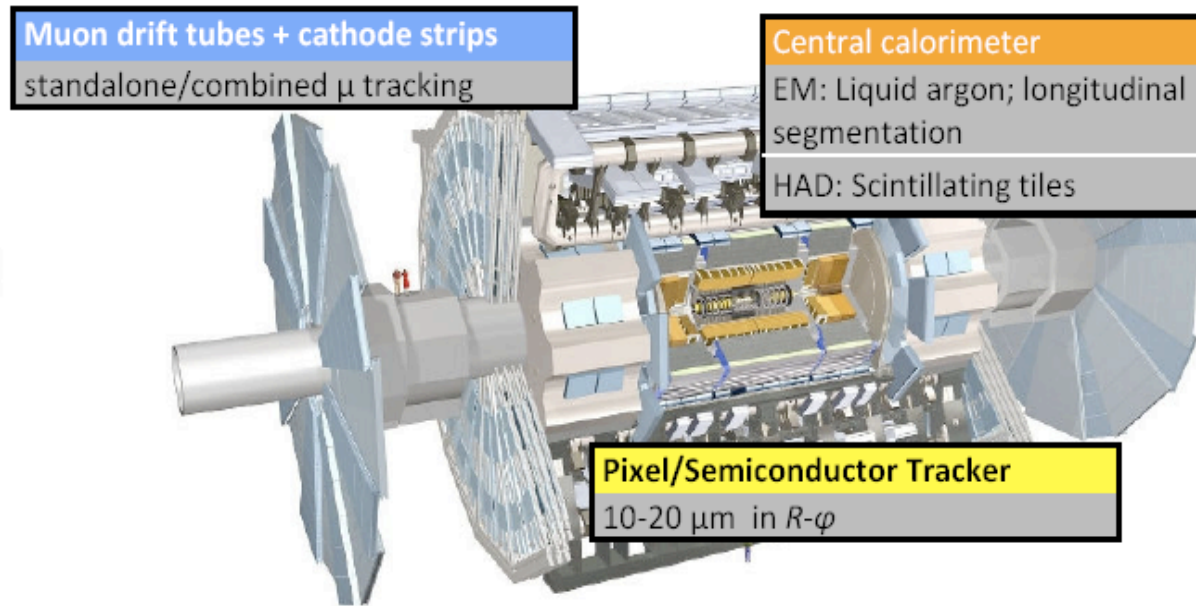 Muon drift tubes + cathode strips
standalone/combined μ tracking
Central calorimeter
EM: Liquid argon; longitudinal
segmentation
HAD: Scintillating tiles
Pixel/Semiconductor Tracker
10-20 μm in R-φ